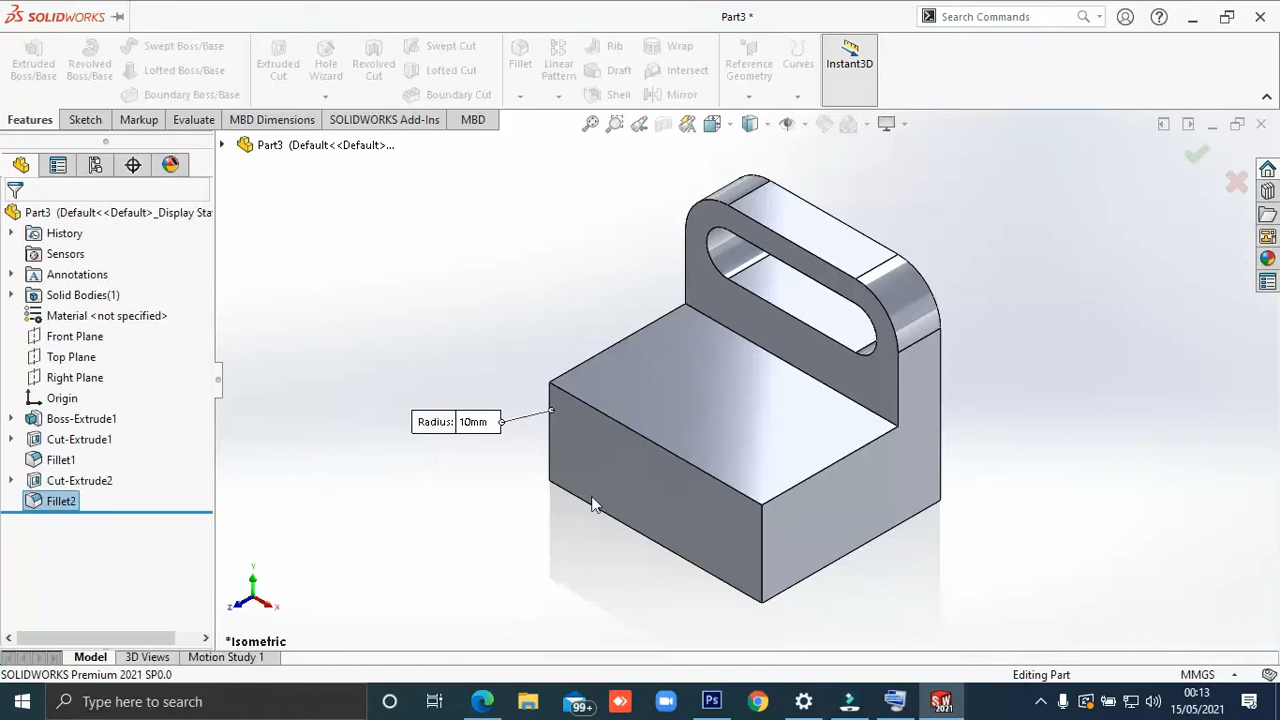 SOLIDWORKS
Part3 *
Search Commands
Extruded Boss/Base
Revolved Boss/Base
Swept Boss/Base
Lofted Boss/Base
Boundary Boss/Base
Extruded Cut
Hole Wizard
Revolved Cut
Swept Cut
Lofted Cut
Boundary Cut
Fillet
Linear Pattern
Rib
Draft
Shell
Wrap
Intersect
Mirror
Reference Geometry
Curves
Instant3D
Features
Sketch
Markup
Evaluate
MBD Dimensions
SOLIDWORKS Add-Ins
MBD
Part3 (Default<<Default>...
Part3 (Default<<Default>_Display Sta
History
Sensors
Annotations
Solid Bodies(1)
Material <not specified>
Front Plane
Top Plane
Right Plane
Origin
Boss-Extrude1
Cut-Extrude1
Fillet1
Cut-Extrude2
Fillet2
Radius: 10mm
Y
Z
X
*Isometric
Model
3D Views
Motion Study 1
SOLIDWORKS Premium 2021 SP0.0
Editing Part
MMGS
Type here to search
99+
Ps
SW
2021
00:13
15/05/2021